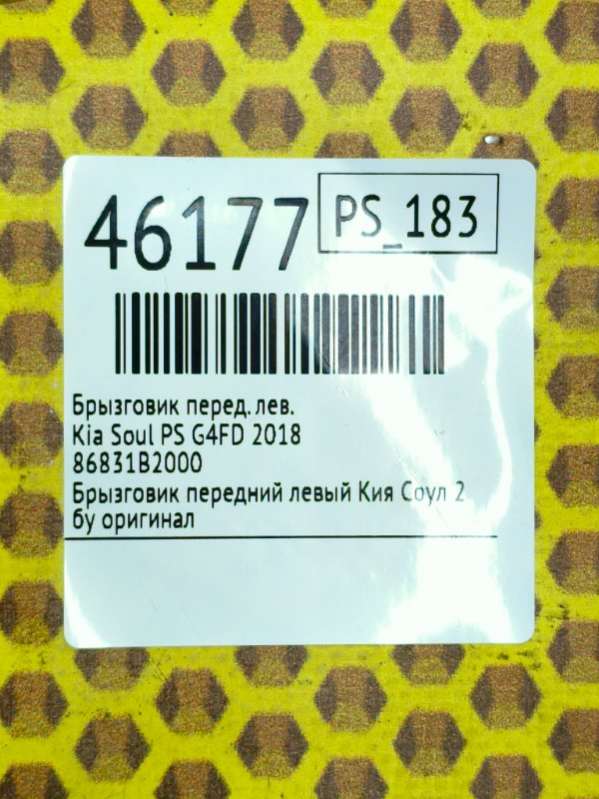 46177
PS_183
Брызговик перед. лев.
Kia Soul PS G4FD 2018
86831B2000
Брызговик передний левый Кия Соул 2
бу оригинал